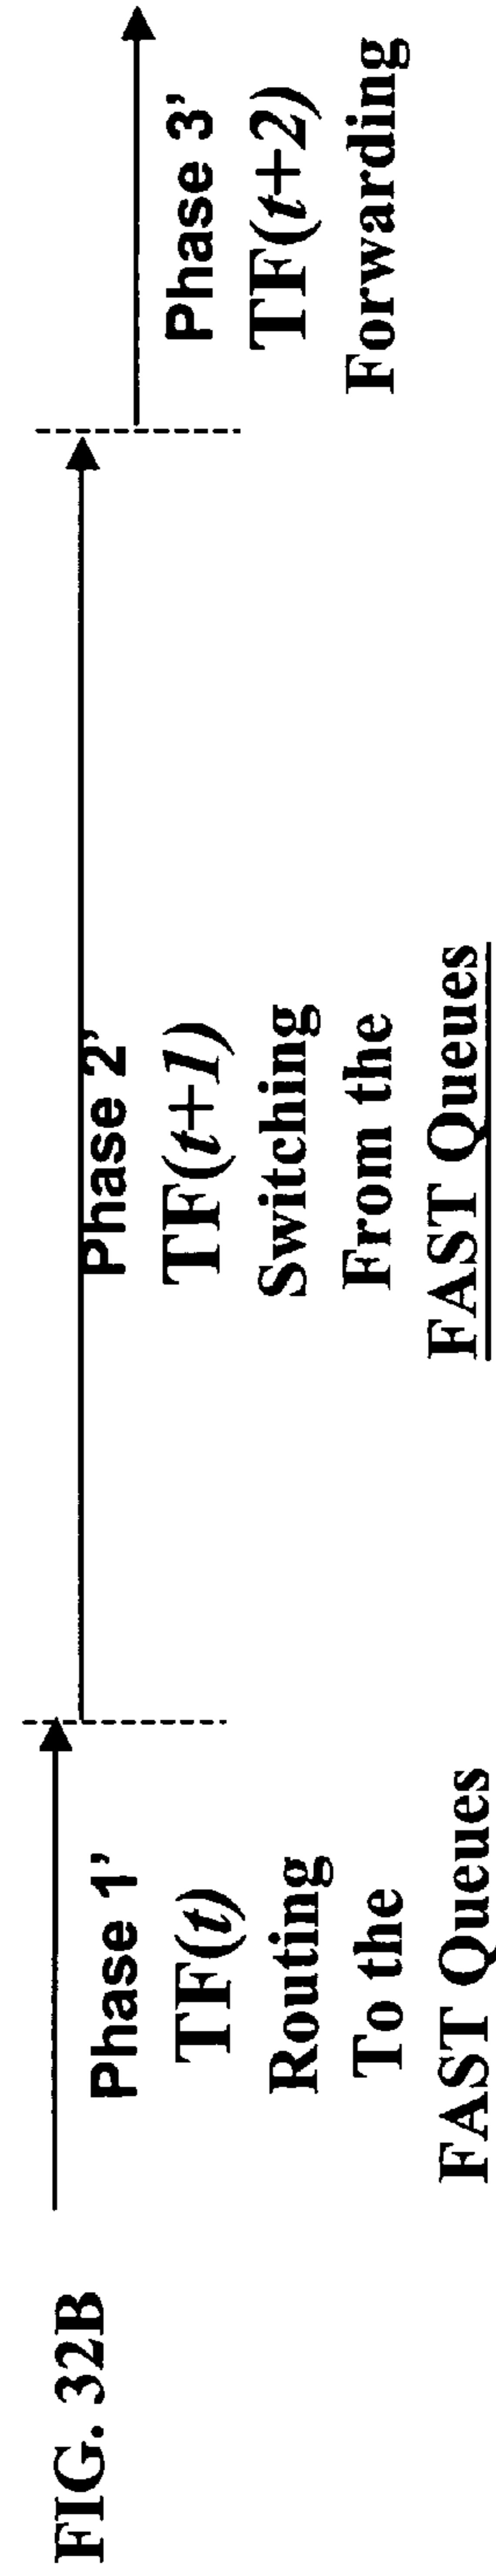 FIG. 32B
Phase 1'
TF(t)
Routing
To the
FAST Queues
Phase 2'
TF(t+1)
Switching
From the
FAST Queues
Phase 3'
TF(t+2)
Forwarding